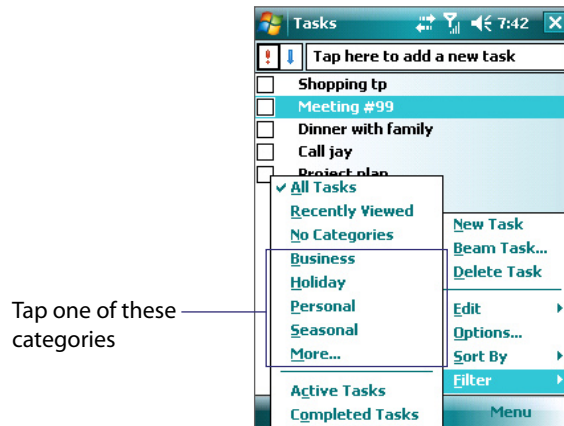 Tasks 7:42
Tap here to add a new task
Shopping tp
Meeting #99
Dinner with family
Call jay
Project plan
All Tasks
Recently Viewed
No Categories
Business
Holiday
Personal
Seasonal
More...
Active Tasks
Completed Tasks
New Task
Beam Task...
Delete Task
Edit
Options...
Sort By
Filter
Menu
Tap one of these
categories